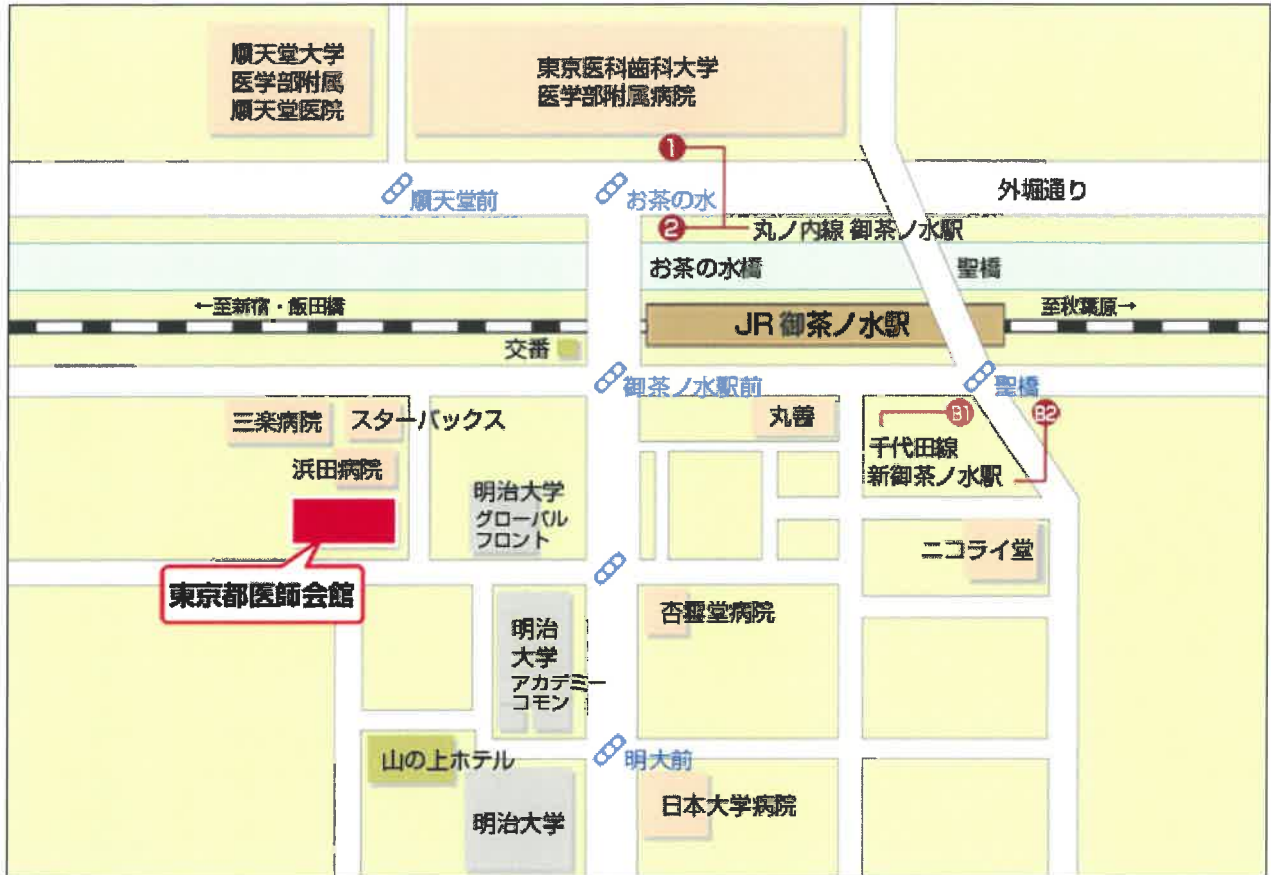 順天堂大学
医学部附属
順天堂医院
東京医科歯科大学
医学部附属病院
1
順天堂前
お茶の水
外堀通り
2
丸ノ内線 御茶ノ水駅
お茶の水橋
聖橋
←至新宿・飯田橋
至秋葉原→
JR 御茶ノ水駅
交番
御茶ノ水駅前
聖橋
三楽病院
スターバックス
丸善
B1
B2
千代田線
新御茶ノ水駅
浜田病院
明治大学
グローバル
フロント
ニコライ堂
東京都医師会館
杏雲堂病院
明治
大学
アカデミー
コモン
山の上ホテル
明大前
明治大学
日本大学病院